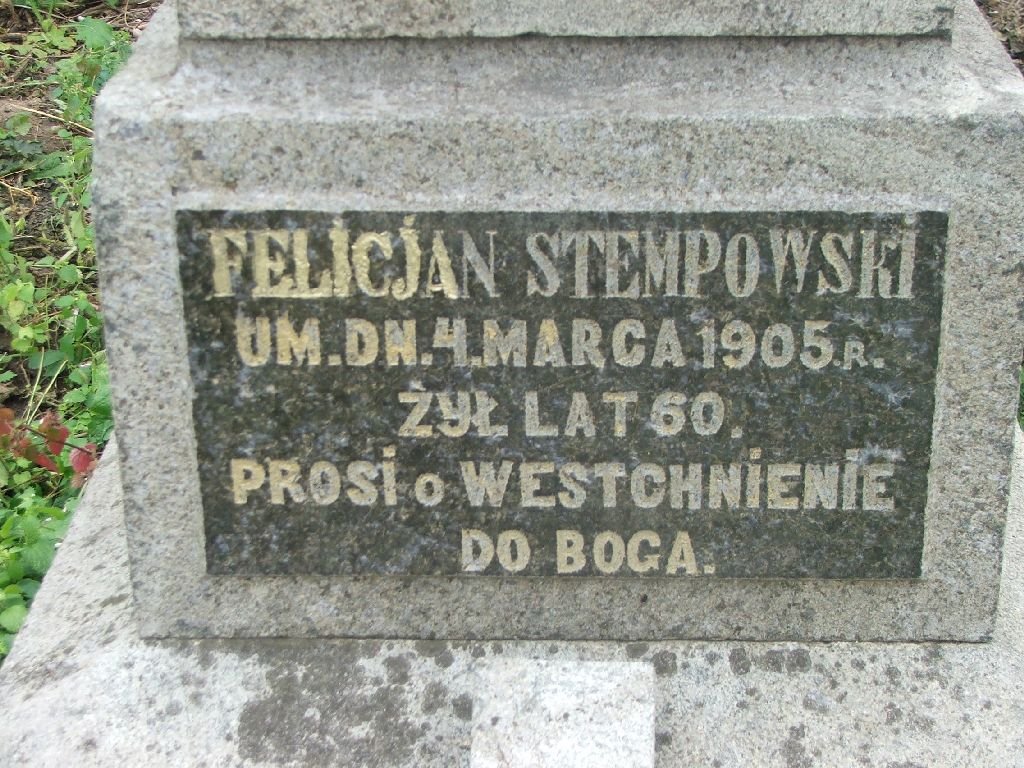 FELICJAN STEMPOWSKI
UM. DN. 4. MARCA 1905 R.
ŻYŁ LAT 60.
PROSI O WESTCHNIENIE
DO BOGA.